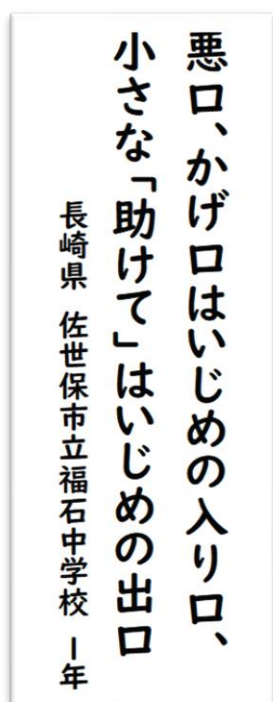 悪口、かげ口はいじめの入り口、
小さな「助けて」はいじめの出口
長崎県 佐世保市立福石中学校 1年